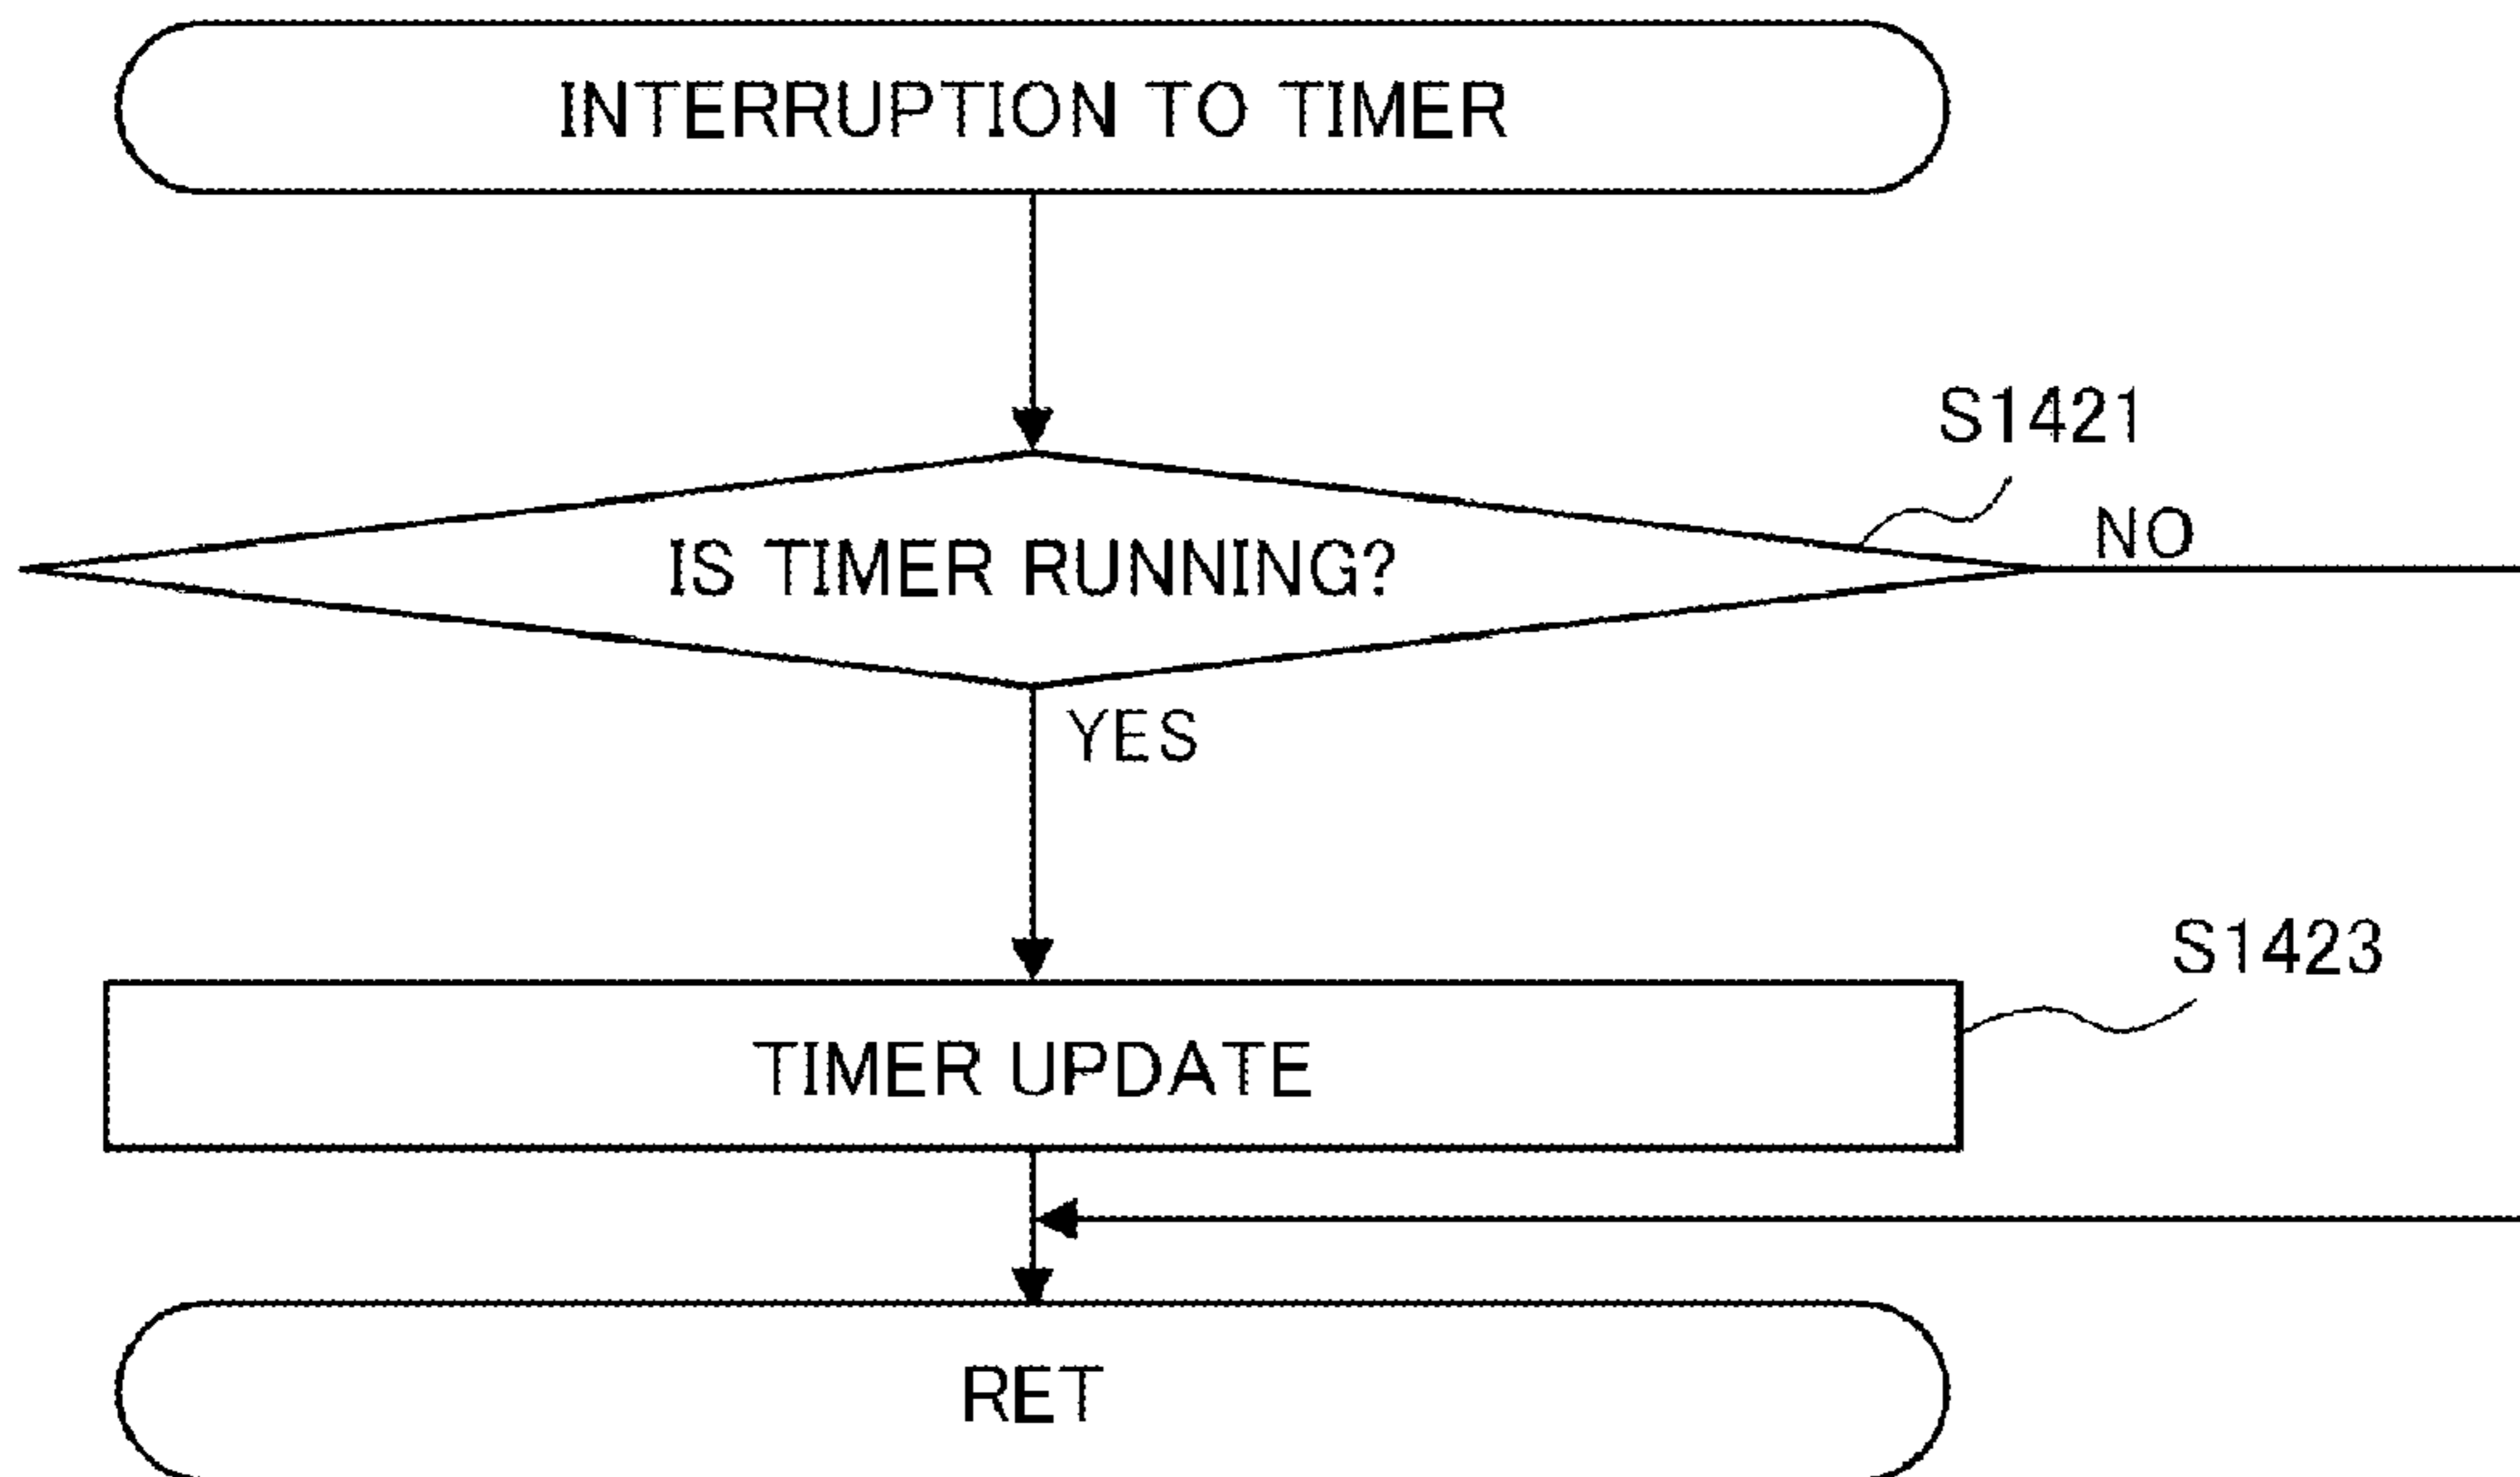 INTERRUPTION TO TIMER
S1421
NO
IS TIMER RUNNING?
YES
S1423
TIMER UPDATE
RET